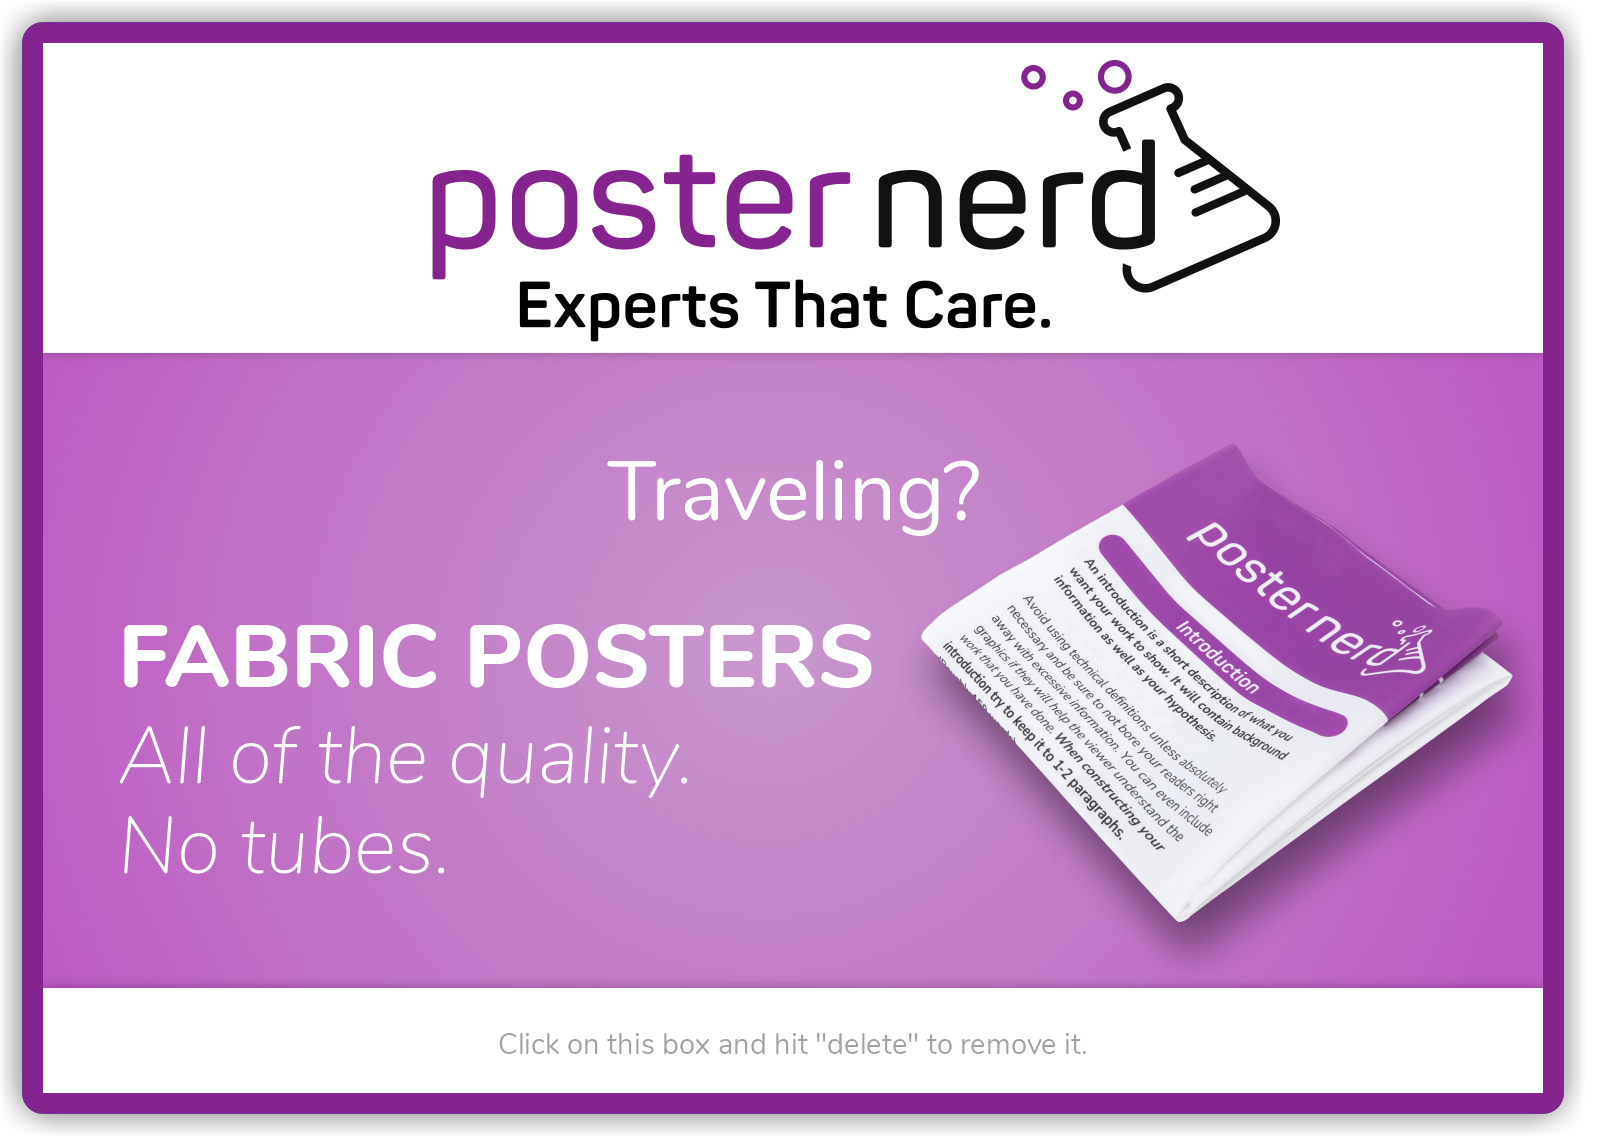 poster nerd
Experts That Care.
Traveling?
FABRIC POSTERS
All of the quality.
No tubes.
poster nerd
Introduction
An introduction is a short description of what you
want your work to show. It will contain background
information as well as your hypothesis.
Avoid using technical definitions unless absolutely
necessary and be sure to not bore your readers right
away with excessive information. You can even include
graphics if they will help the viewer understand the
work that you have done. When constructing your
introduction try to keep it to 1-2 paragraphs.
Click on this box and hit "delete" to remove it.